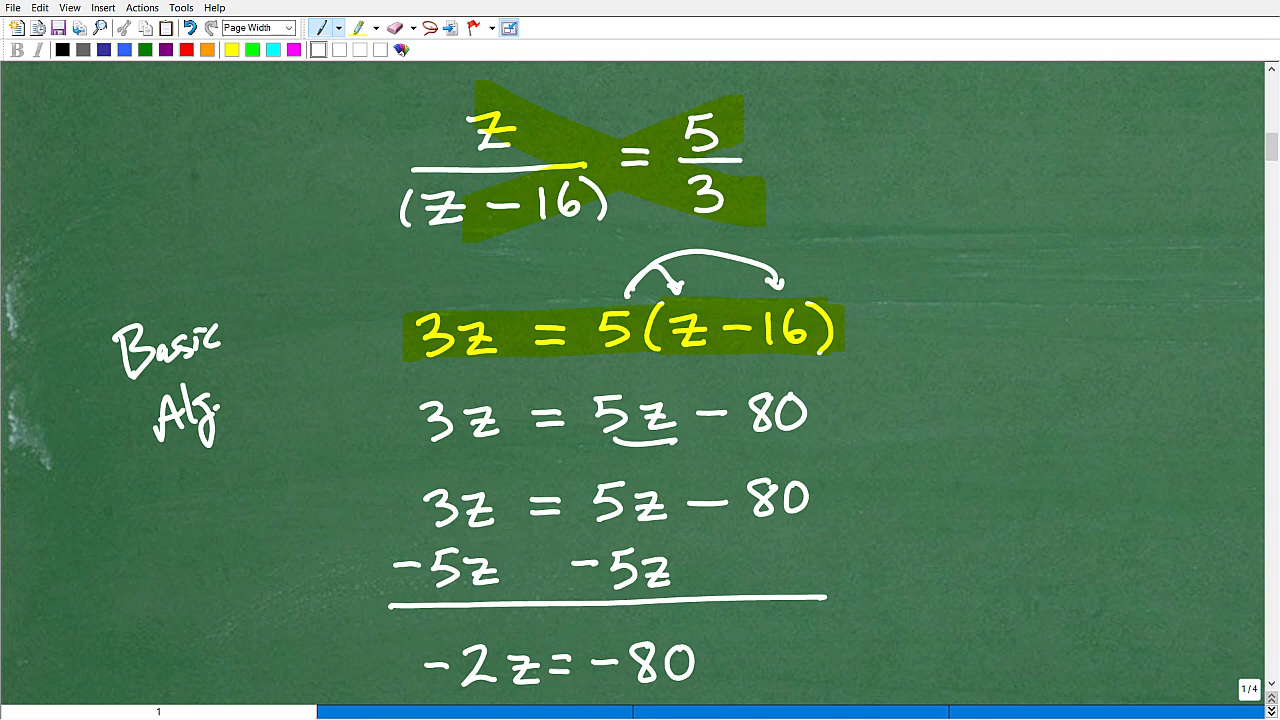 File Edit View Insert Actions Tools Help
Page Width
B I
z / (z - 16) = 5 / 3
3z = 5(z - 16)
Basic
Alg.
3z = 5z - 80
3z = 5z - 80
-5z -5z
-2z = -80
1/4
1